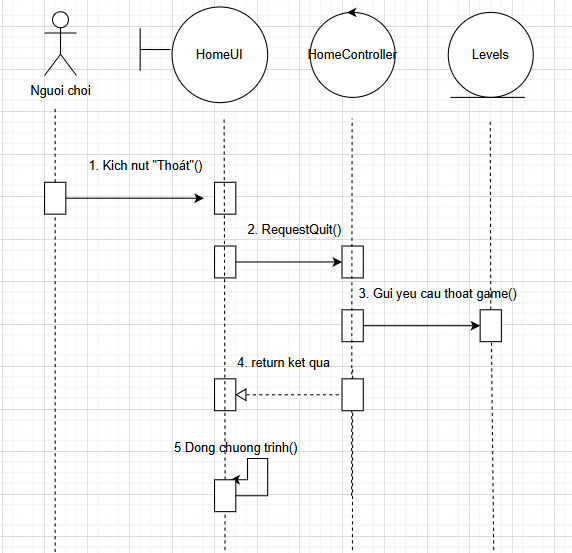 HomeUI
HomeController
Levels
Nguoi choi
1. Kich nut "Thoát"()
2. RequestQuit()
3. Gui yeu cau thoat game()
4. return ket qua
5 Dong chuong trinh()